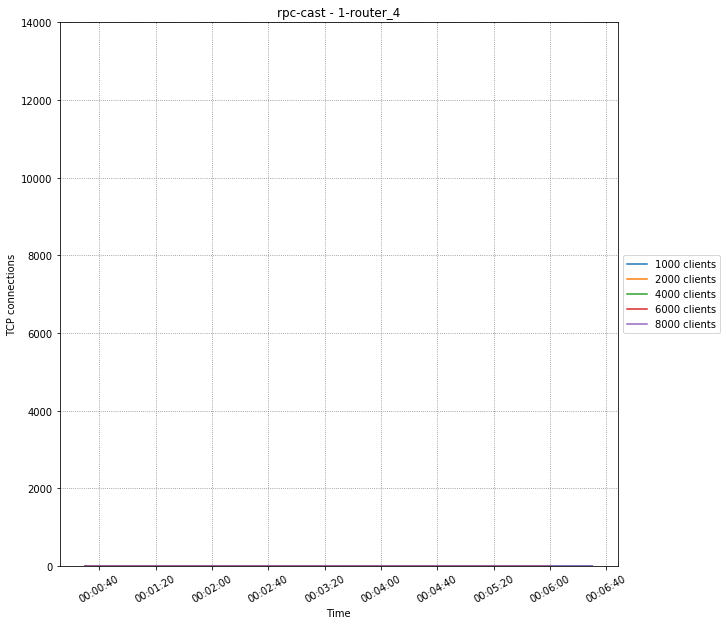 rpc-cast - 1-router_4
14000
12000
10000
8000
6000
4000
2000
0
TCP connections
1000 clients
2000 clients
4000 clients
6000 clients
8000 clients
00:00:40
00:01:20
00:02:00
00:02:40
00:03:20
00:04:00
00:04:40
00:05:20
00:06:00
00:06:40
Time